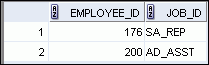 EMPLOYEE_ID JOB_ID
1 176 SA_REP
2 200 AD_ASST